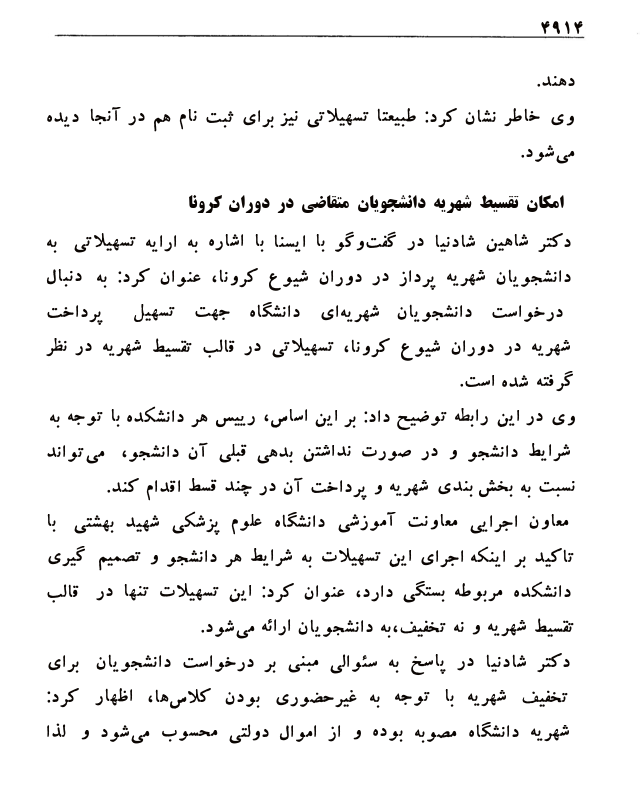 ۴۹۱۴
دهند.
وی خاطر نشان کرد: طبیعتا تسهیلاتی نیز برای ثبت نام هم در آنجا دیده
می‌شود.
امکان تقسیط شهریه دانشجویان متقاضی در دوران کرونا
دکتر شاهین شادنیا در گفت‌وگو با ایسنا با اشاره به ارایه تسهیلاتی به
دانشجویان شهریه پرداز در دوران شیوع کرونا، عنوان کرد: به دنبال
درخواست دانشجویان شهریه‌ای دانشگاه جهت تسهیل پرداخت
شهریه در دوران شیوع کرونا، تسهیلاتی در قالب تقسیط شهریه در نظر
گرفته شده است.
وی در این رابطه توضیح داد: بر این اساس، رییس هر دانشکده با توجه به
شرایط دانشجو و در صورت نداشتن بدهی قبلی آن دانشجو، می‌تواند
نسبت به بخش بندی شهریه و پرداخت آن در چند قسط اقدام کند.
معاون اجرایی معاونت آموزشی دانشگاه علوم پزشکی شهید بهشتی با
تاکید بر اینکه اجرای این تسهیلات به شرایط هر دانشجو و تصمیم گیری
دانشکده مربوطه بستگی دارد، عنوان کرد: این تسهیلات تنها در قالب
تقسیط شهریه و نه تخفیف،به دانشجویان ارائه می‌شود.
دکتر شادنیا در پاسخ به سئوالی مبنی بر درخواست دانشجویان برای
تخفیف شهریه با توجه به غیرحضوری بودن کلاس‌ها، اظهار کرد:
شهریه دانشگاه مصوبه بوده و از اموال دولتی محسوب می‌شود و لذا